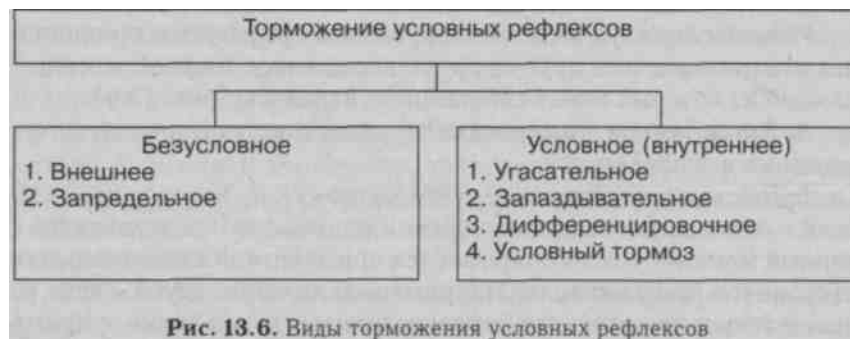 Торможение условных рефлексов
Безусловное
1. Внешнее
2. Запредельное
Условное (внутреннее)
1. Угасательное
2. Запаздывательное
3. Дифференцировочное
4. Условный тормоз
Рис. 13.6. Виды торможения условных рефлексов